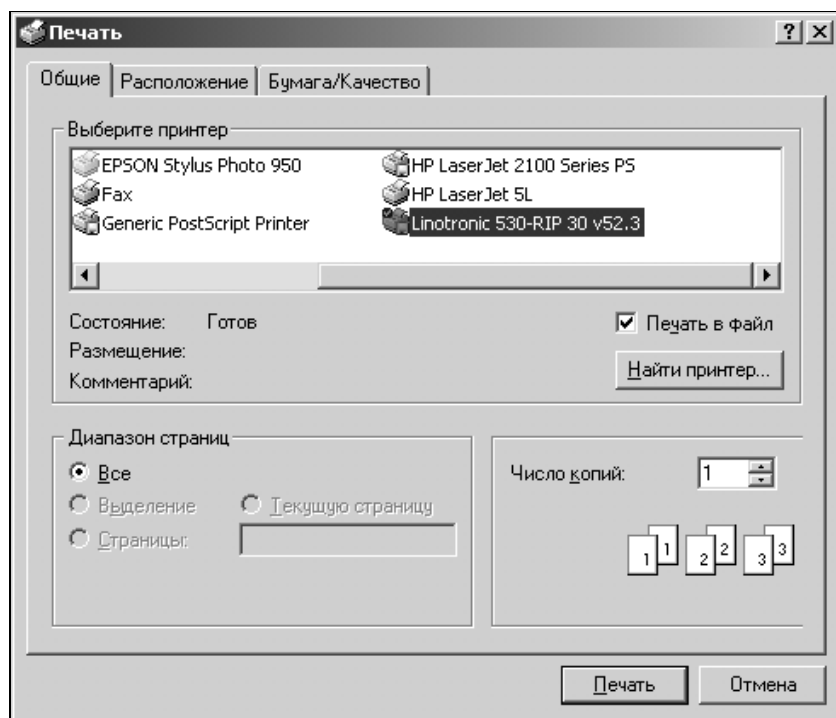 Печать
Общие Расположение Бумага/Качество
Выберите принтер
EPSON Stylus Photo 950 HP LaserJet 2100 Series PS
Fax HP LaserJet 5L
Generic PostScript Printer Linotronic 530-RIP 30 v52.3
Состояние: Готов Печать в файл
Размещение:
Комментарий: Найти принтер...
Диапазон страниц
Все Число копий: 1
Выделение Текущую страницу
Страницы:
1 1 2 2 3 3
Печать Отмена